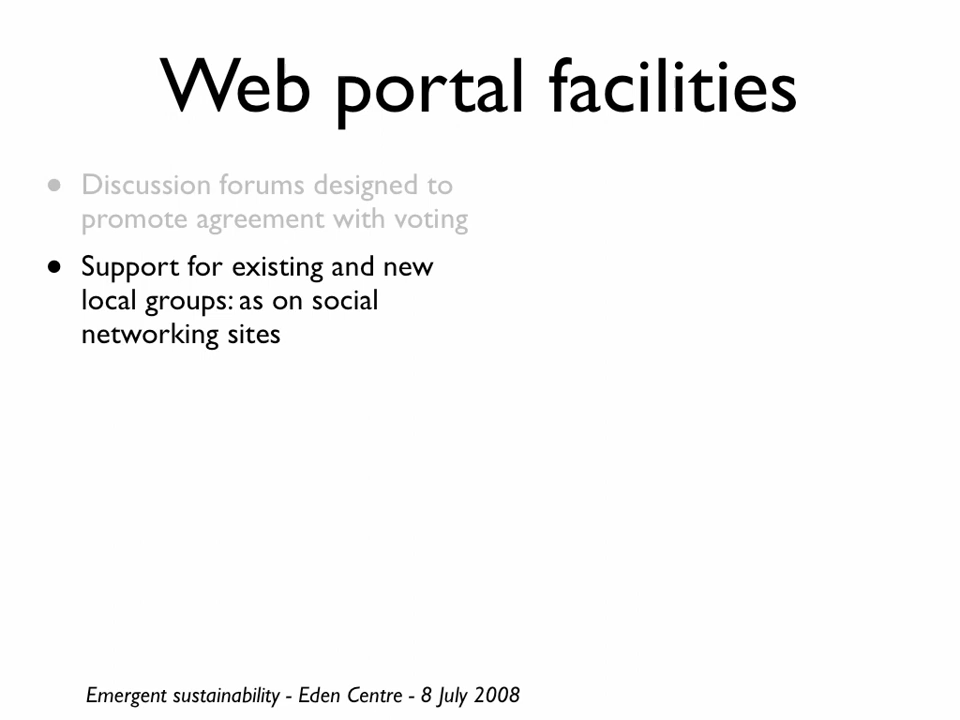 Web portal facilities
• Discussion forums designed to
promote agreement with voting
• Support for existing and new
local groups: as on social
networking sites
Emergent sustainability - Eden Centre - 8 July 2008